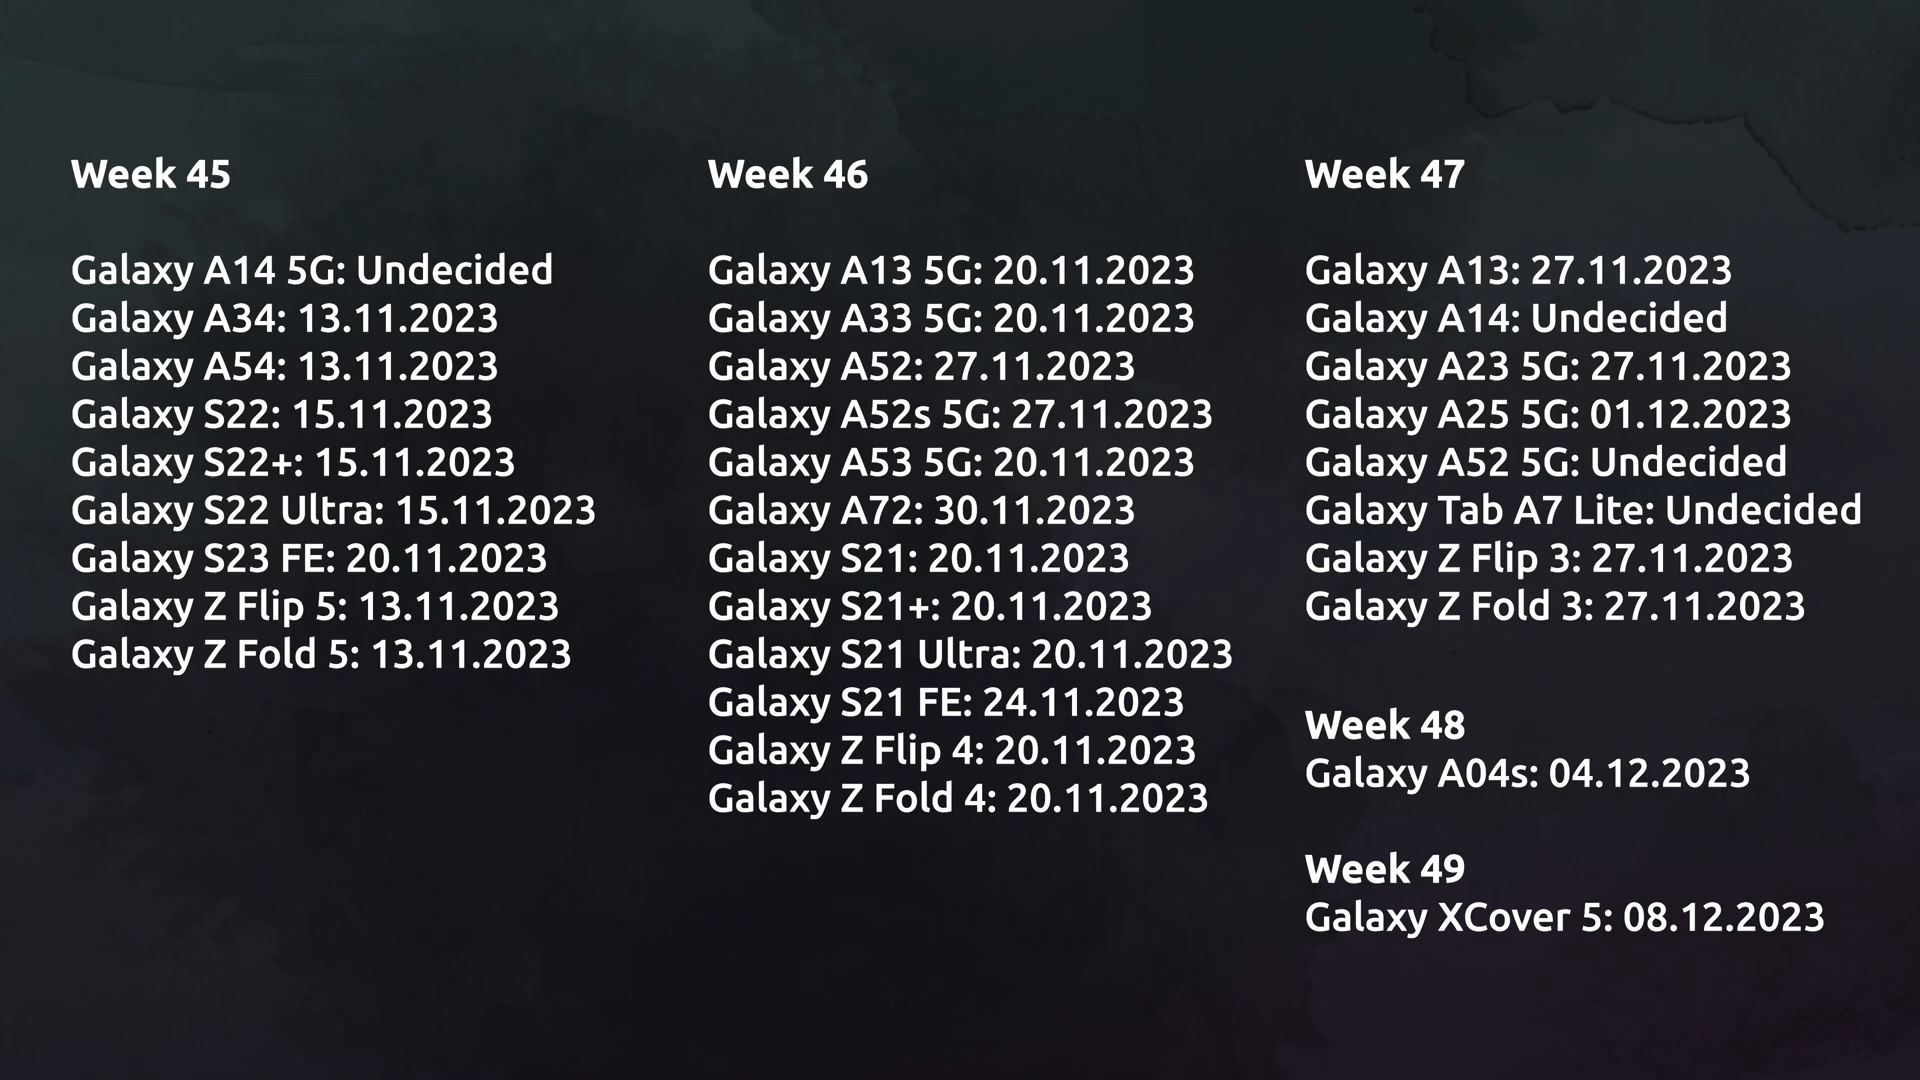 Week 45
Galaxy A14 5G: Undecided
Galaxy A34: 13.11.2023
Galaxy A54: 13.11.2023
Galaxy S22: 15.11.2023
Galaxy S22+: 15.11.2023
Galaxy S22 Ultra: 15.11.2023
Galaxy S23 FE: 20.11.2023
Galaxy Z Flip 5: 13.11.2023
Galaxy Z Fold 5: 13.11.2023
Week 46
Galaxy A13 5G: 20.11.2023
Galaxy A33 5G: 20.11.2023
Galaxy A52: 27.11.2023
Galaxy A52s 5G: 27.11.2023
Galaxy A53 5G: 20.11.2023
Galaxy A72: 30.11.2023
Galaxy S21: 20.11.2023
Galaxy S21+: 20.11.2023
Galaxy S21 Ultra: 20.11.2023
Galaxy S21 FE: 24.11.2023
Galaxy Z Flip 4: 20.11.2023
Galaxy Z Fold 4: 20.11.2023
Week 47
Galaxy A13: 27.11.2023
Galaxy A14: Undecided
Galaxy A23 5G: 27.11.2023
Galaxy A25 5G: 01.12.2023
Galaxy A52 5G: Undecided
Galaxy Tab A7 Lite: Undecided
Galaxy Z Flip 3: 27.11.2023
Galaxy Z Fold 3: 27.11.2023
Week 48
Galaxy A04s: 04.12.2023
Week 49
Galaxy XCover 5: 08.12.2023